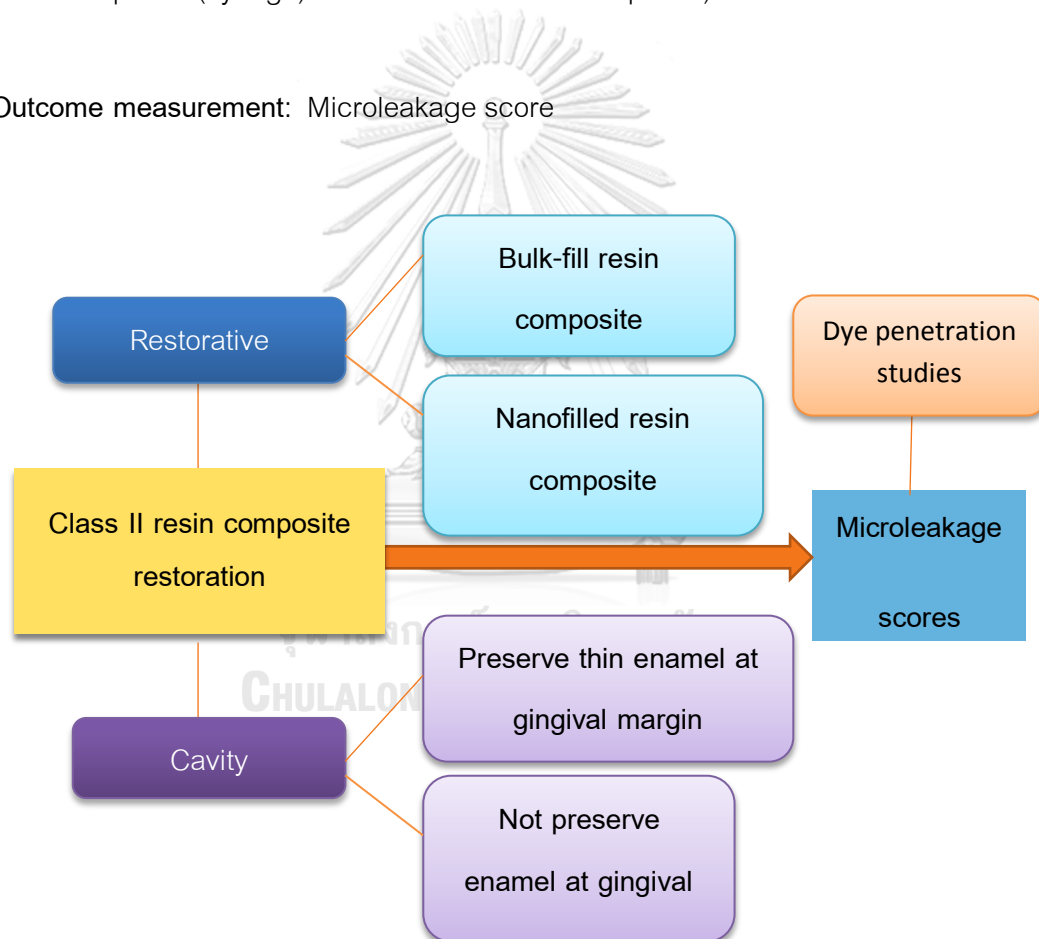 Outcome measurement: Microleakage score
Bulk-fill resin
composite
Restorative
Dye penetration
studies
Nanofilled resin
composite
Class II resin composite
restoration
Microleakage
scores
Preserve thin enamel at
gingival margin
CHULALON
Cavity
Not preserve
enamel at gingival